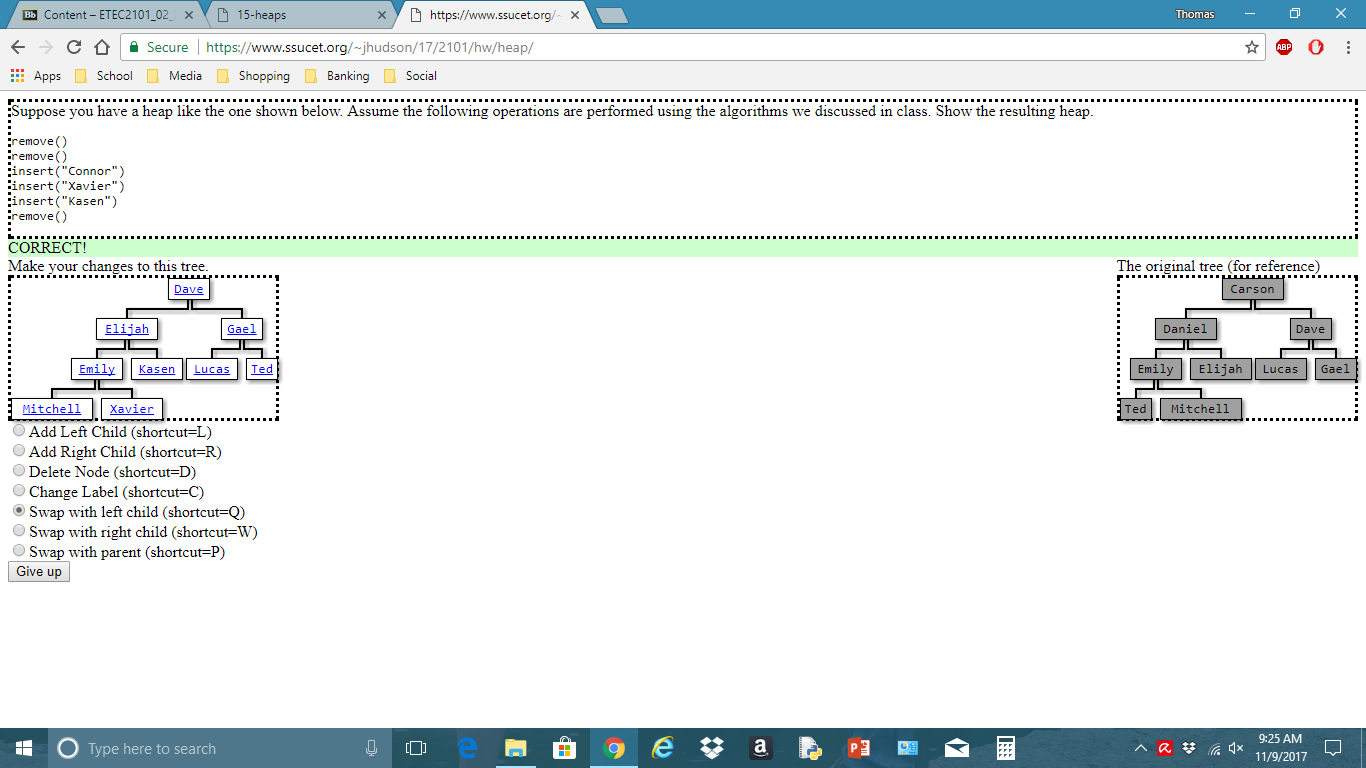 Content – ETEC2101_02_
15-heaps
https://www.ssucet.org/~
Thomas
Secure
https://www.ssucet.org/~jhudson/17/2101/hw/heap/
ABP
Apps
School
Media
Shopping
Banking
Social
Suppose you have a heap like the one shown below. Assume the following operations are performed using the algorithms we discussed in class. Show the resulting heap.
remove()
remove()
insert("Connor")
insert("Xavier")
insert("Kasen")
remove()
CORRECT!
Make your changes to this tree.
Dave
Elijah Gael
Emily Kasen Lucas Ted
Mitchell Xavier
The original tree (for reference)
Carson
Daniel Dave
Emily Elijah Lucas Gael
Ted Mitchell
Add Left Child (shortcut=L)
Add Right Child (shortcut=R)
Delete Node (shortcut=D)
Change Label (shortcut=C)
Swap with left child (shortcut=Q)
Swap with right child (shortcut=W)
Swap with parent (shortcut=P)
Give up
Type here to search
9:25 AM
11/9/2017